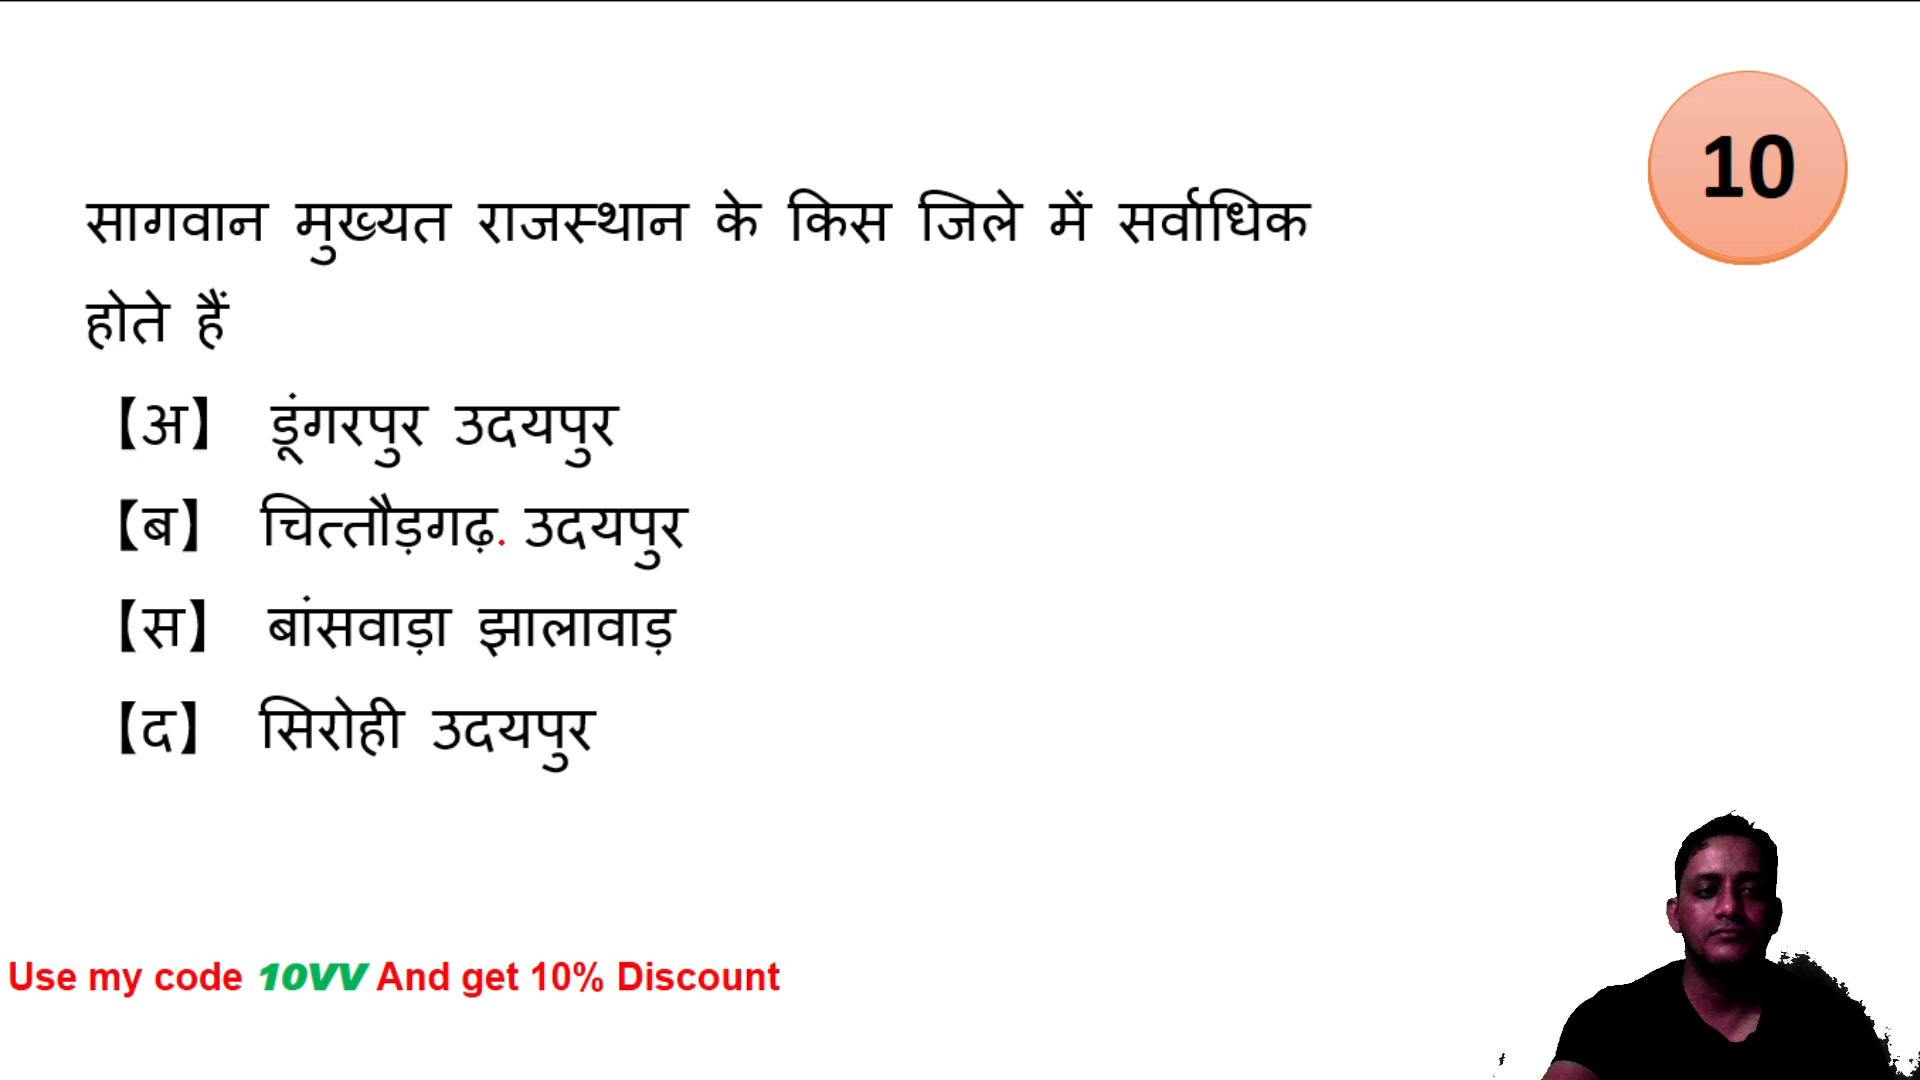 10
सागवान मुख्यत राजस्थान के किस जिले में सर्वाधिक
होते हैं
【अ】 डूंगरपुर उदयपुर
【ब】 चित्तौड़गढ़ उदयपुर
【स】 बांसवाड़ा झालावाड़
【द】 सिरोही उदयपुर
Use my code 10VV And get 10% Discount